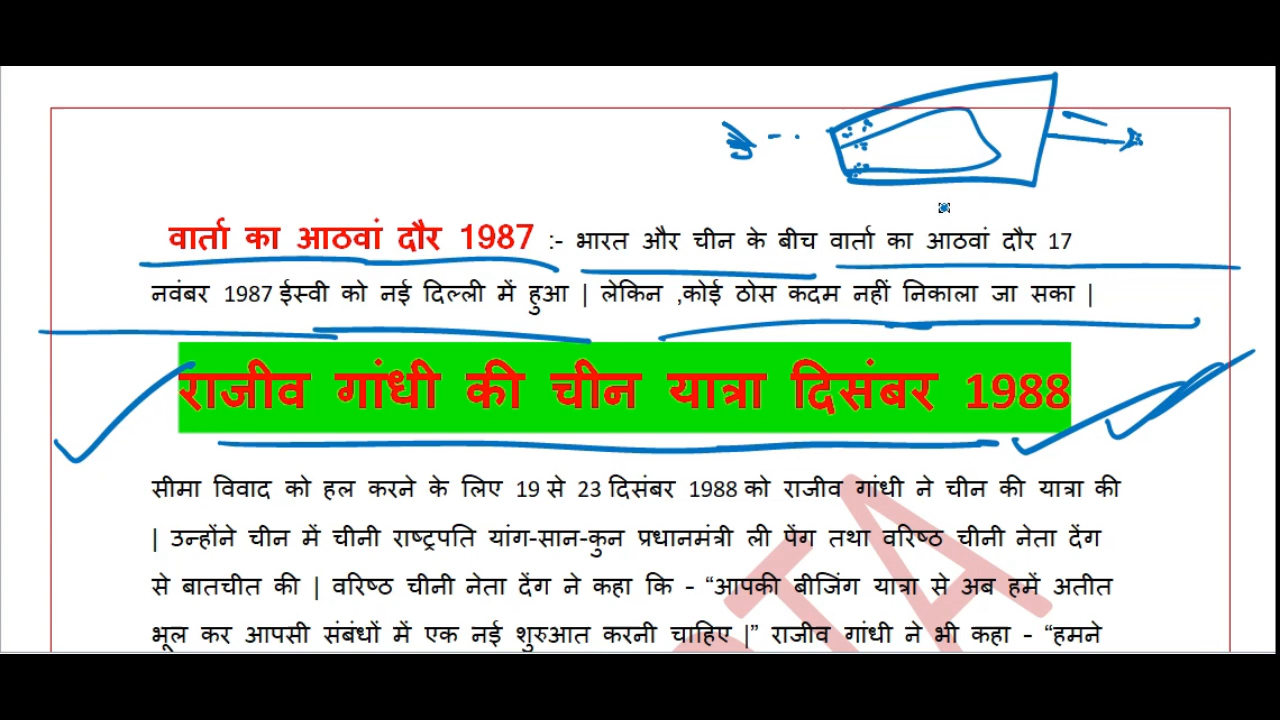 वार्ता का आठवां दौर 1987 :- भारत और चीन के बीच वार्ता का आठवां दौर 17
नवंबर 1987 ईस्वी को नई दिल्ली में हुआ | लेकिन ,कोई ठोस कदम नहीं निकाला जा सका |
राजीव गांधी की चीन यात्रा दिसंबर 1988
सीमा विवाद को हल करने के लिए 19 से 23 दिसंबर 1988 को राजीव गांधी ने चीन की यात्रा की
| उन्होंने चीन में चीनी राष्ट्रपति यांग-सान-कुन प्रधानमंत्री ली पेंग तथा वरिष्ठ चीनी नेता देंग
से बातचीत की | वरिष्ठ चीनी नेता देंग ने कहा कि – “आपकी बीजिंग यात्रा से अब हमें अतीत
भूल कर आपसी संबंधों में एक नई शुरुआत करनी चाहिए |” राजीव गांधी ने भी कहा – “हमने